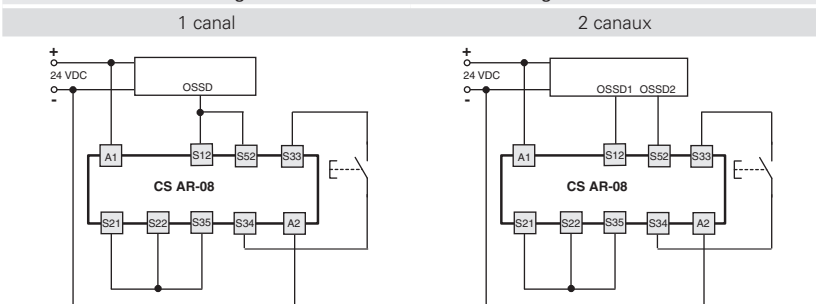 1 canal
2 canaux
+
24 VDC
-
OSSD
A1
S12
S52
S33
CS AR-08
S21
S22
S35
S34
A2
+
24 VDC
-
OSSD1 OSSD2
A1
S12
S52
S33
CS AR-08
S21
S22
S35
S34
A2